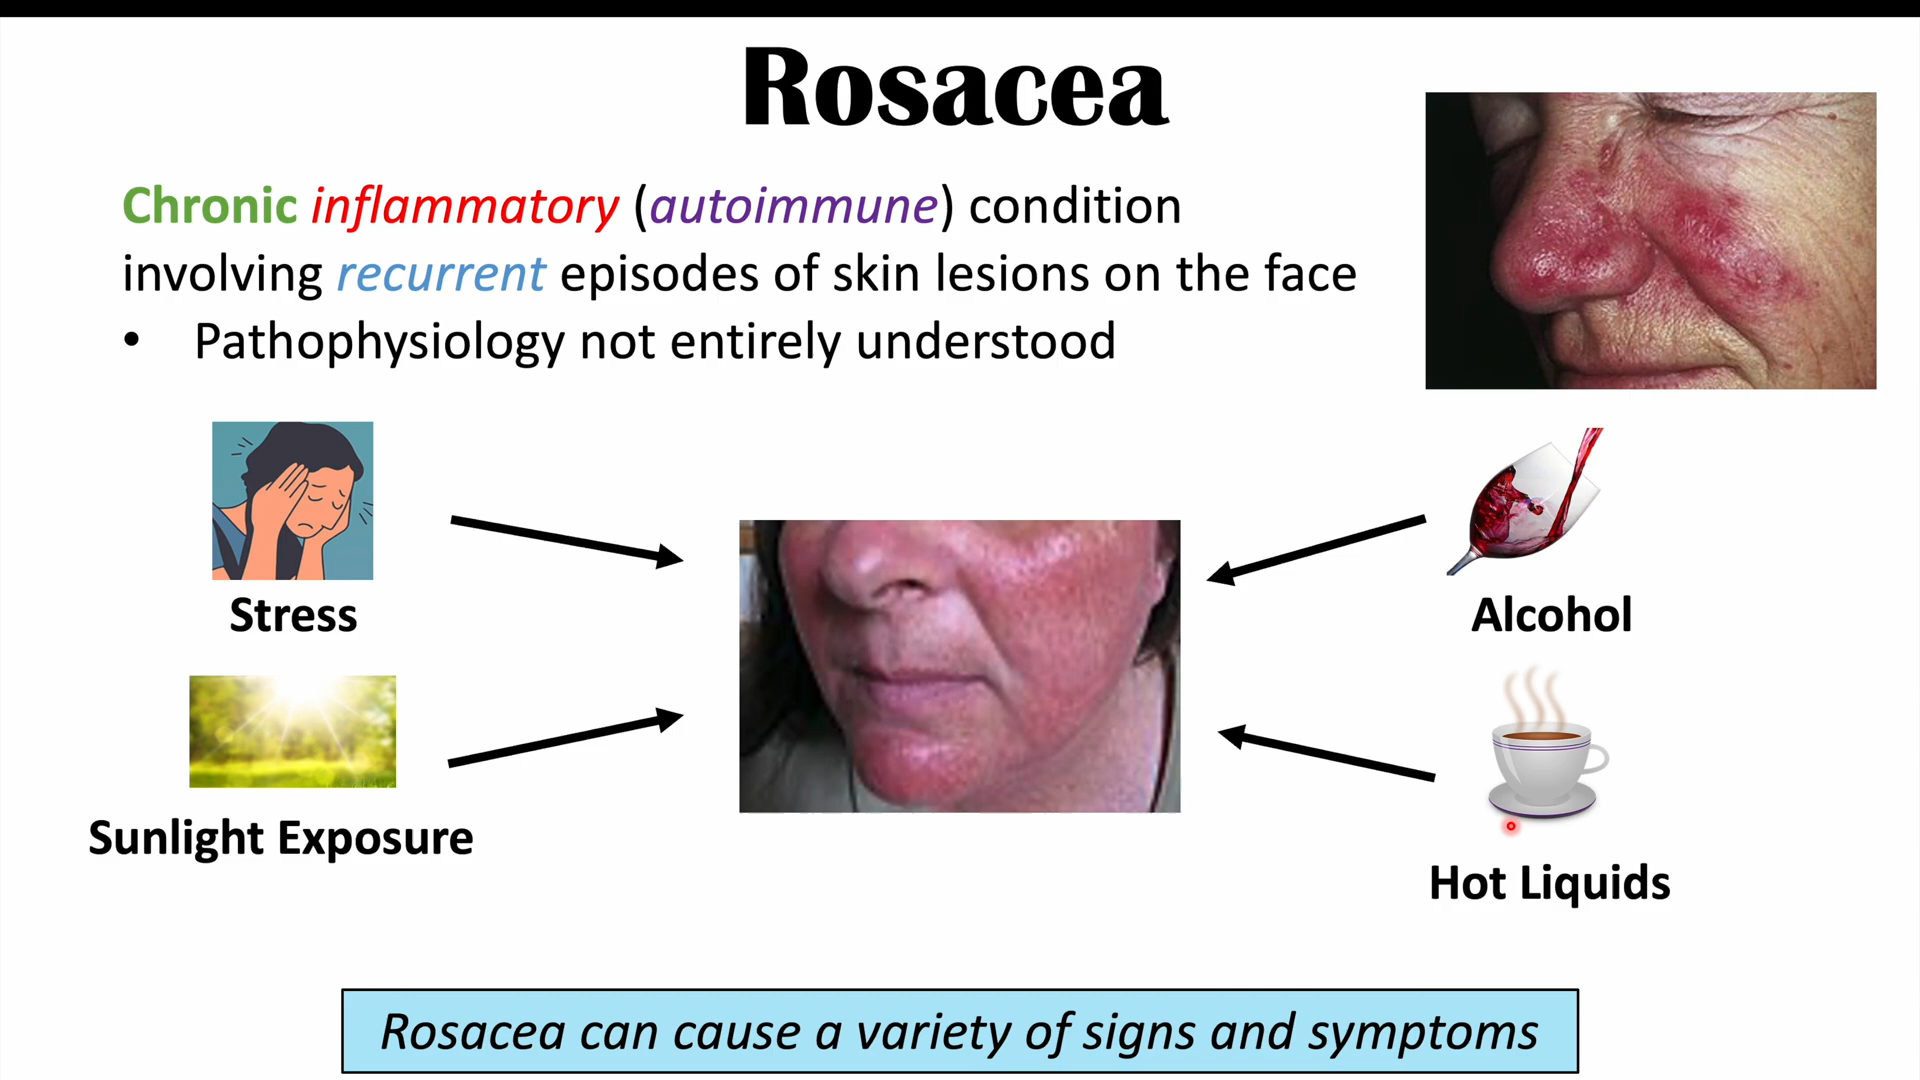 Rosacea
Chronic inflammatory (autoimmune) condition
involving recurrent episodes of skin lesions on the face
• Pathophysiology not entirely understood
Stress
Alcohol
Sunlight Exposure
Hot Liquids
Rosacea can cause a variety of signs and symptoms